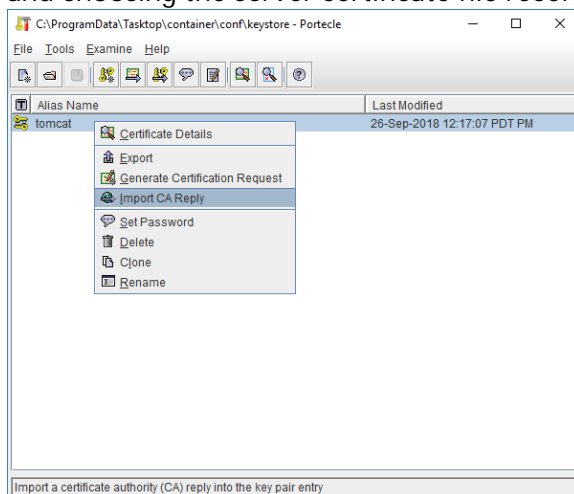 and choosing the server certificate file
C:\ProgramData\Tasktop\container\conf\keystore - Portecle
File Tools Examine Help
Alias Name Last Modified
tomcat 26-Sep-2018 12:17:07 PDT PM
Certificate Details
Export
Generate Certification Request
Import CA Reply
Set Password
Delete
Clone
Rename
Import a certificate authority (CA) reply into the key pair entry